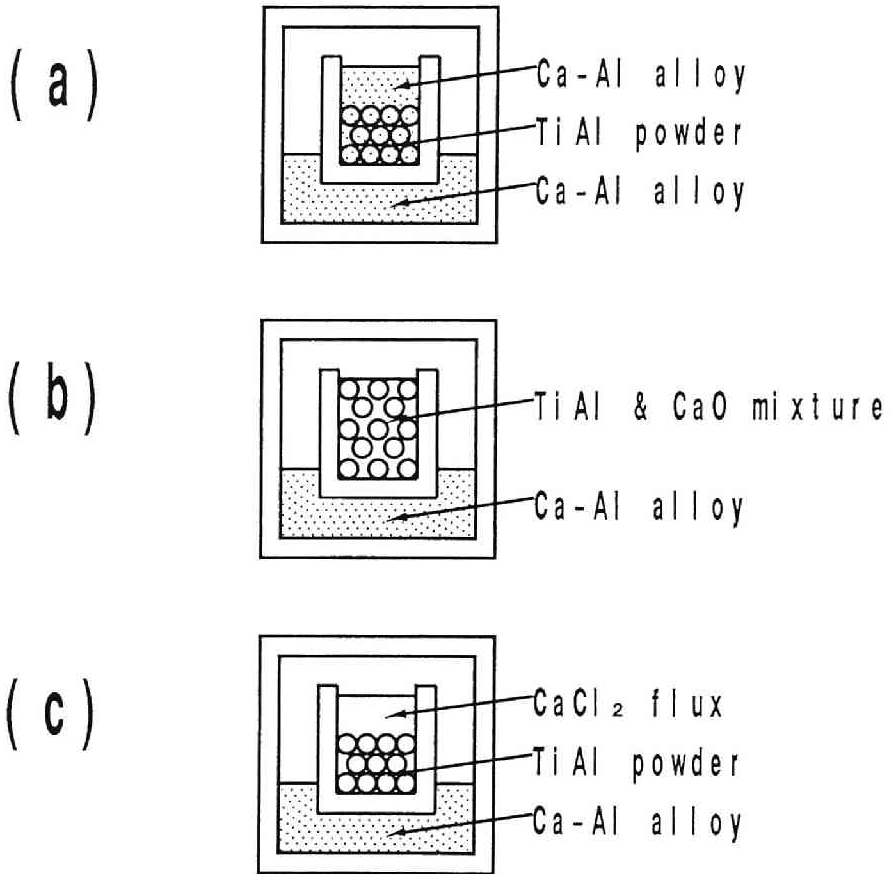 (a)
Ca-Al alloy
TiAl powder
Ca-Al alloy
(b)
TiAl & CaO mixture
Ca-Al alloy
(c)
CaCl₂ flux
TiAl powder
Ca-Al alloy